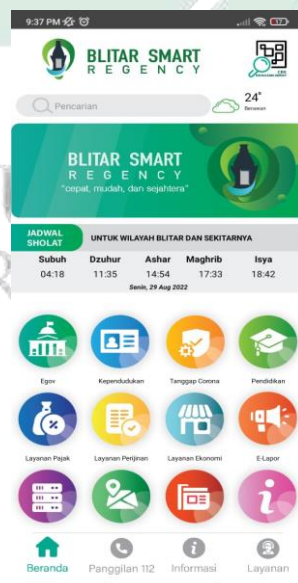 9:37 PM
BLITAR SMART
REGENCY
Pencarian
24°
Berawan
BLITAR SMART
REGENCY
"cepat, mudah, dan sejahtera"
JADWAL
SHOLAT
UNTUK WILAYAH BLITAR DAN SEKITARNYA
Subuh Dzuhur Ashar Maghrib Isya
04:18 11:35 14:54 17:33 18:42
Senin, 29 Aug 2022
Egov Kependudukan Tanggap Corona Pendidikan
Layanan Pajak Layanan Perijinan Layanan Ekonomi E-Lapor
Beranda Panggilan 112 Informasi Layanan